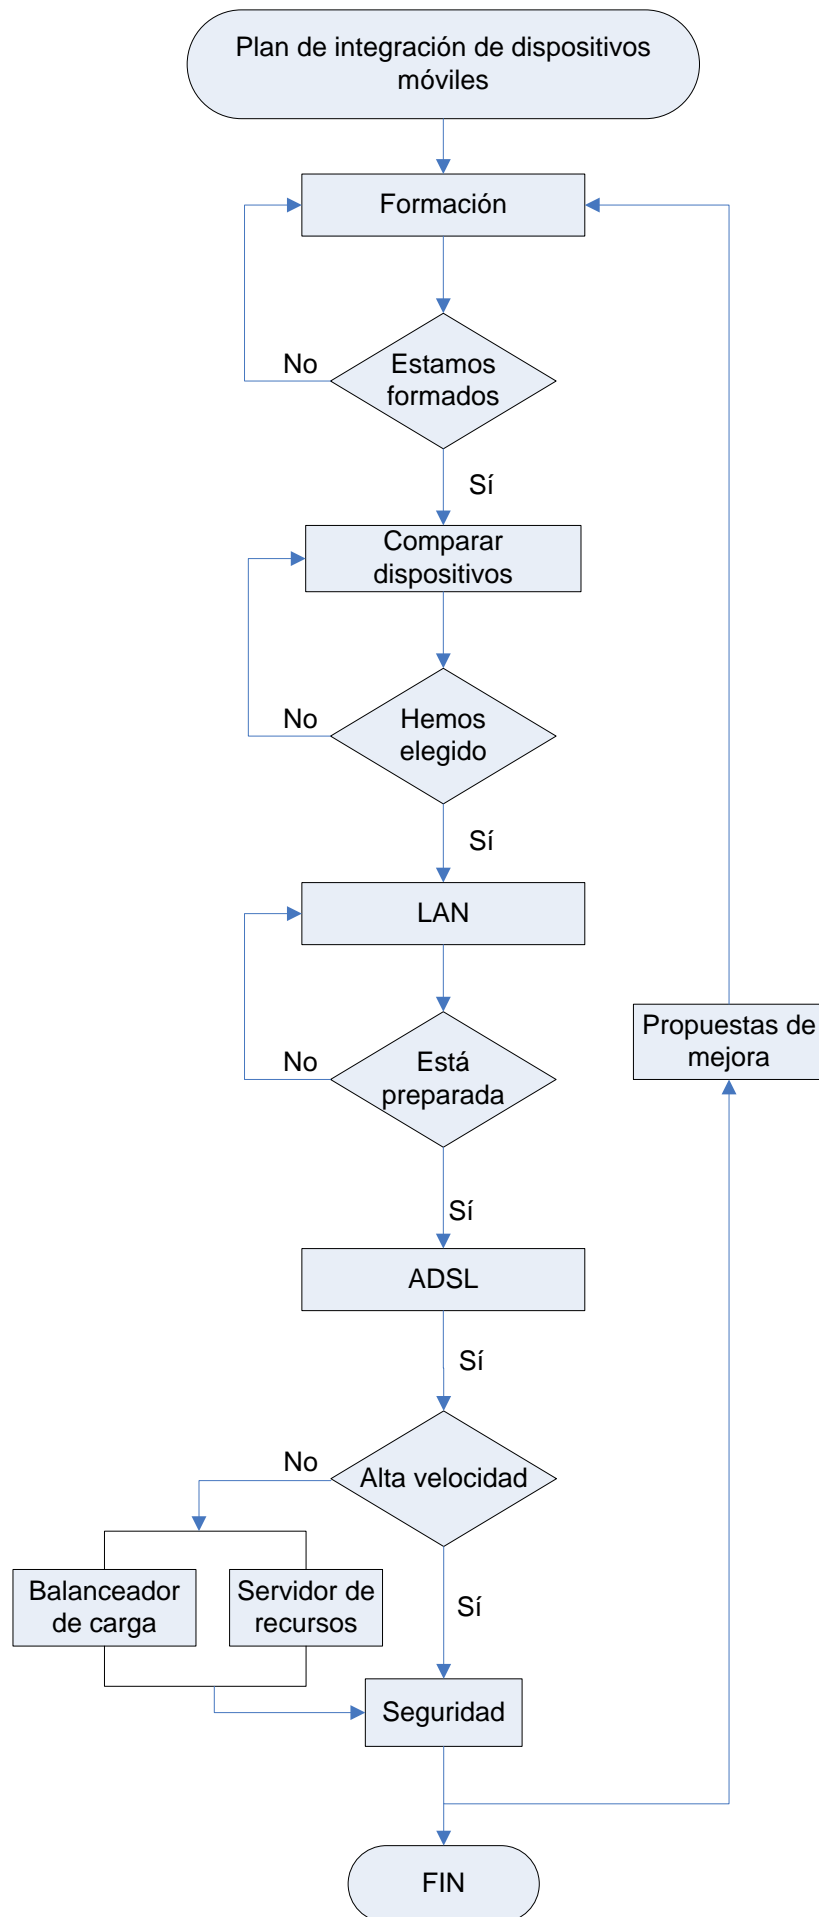 Plan de integración de dispositivos
móviles
Formación
No
Estamos
formados
Sí
Comparar
dispositivos
No
Hemos
elegido
Sí
LAN
Propuestas de
mejora
No
Está
preparada
Sí
ADSL
Sí
No
Alta velocidad
Balanceador
de carga
Servidor de
recursos
Sí
Seguridad
FIN